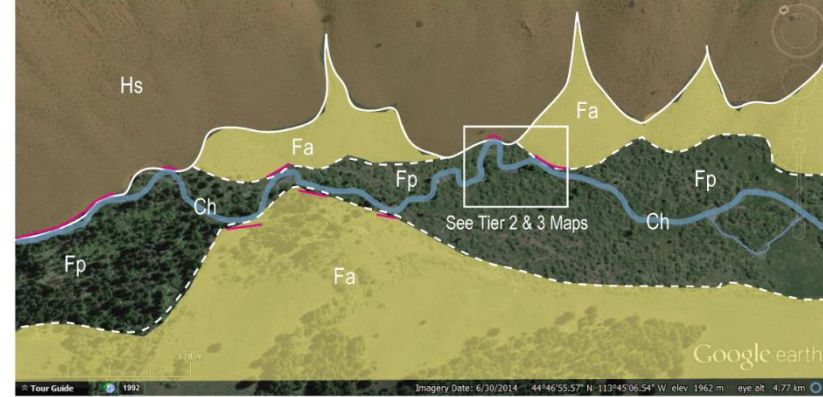 Hs
Fa
Fa
Fp
Fp
Ch
See Tier 2 & 3 Maps
Ch
Fp
Fa
Google earth
Tour Guide
1992
Imagery Date: 6/30/2014 44°46'55.57" N 113°45'06.54" W elev 1962 m eye alt 4.77 km